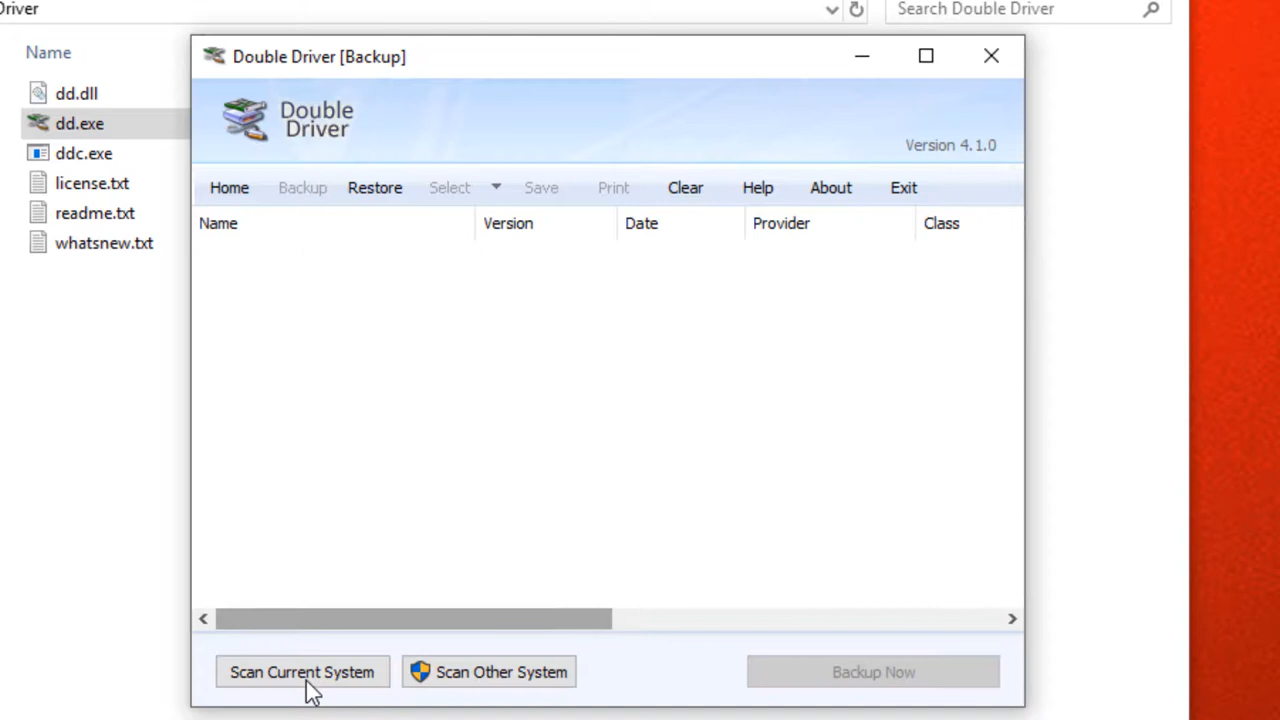 Driver
Search Double Driver
Name
dd.dll
dd.exe
ddc.exe
license.txt
readme.txt
whatsnew.txt
Double Driver [Backup]
Double
Driver
Version 4.1.0
Home Backup Restore Select Save Print Clear Help About Exit
Name Version Date Provider Class
Scan Current System Scan Other System Backup Now